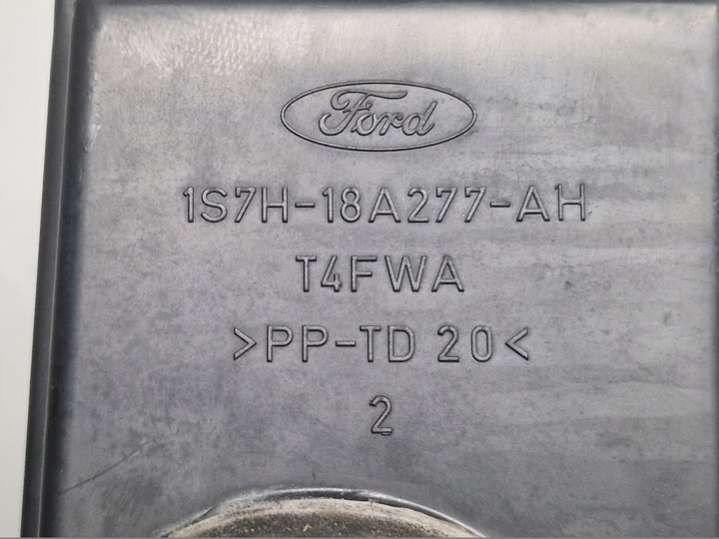 Ford
1S7H-18A277-AH
T4FWA
>PP-TD 20<
2